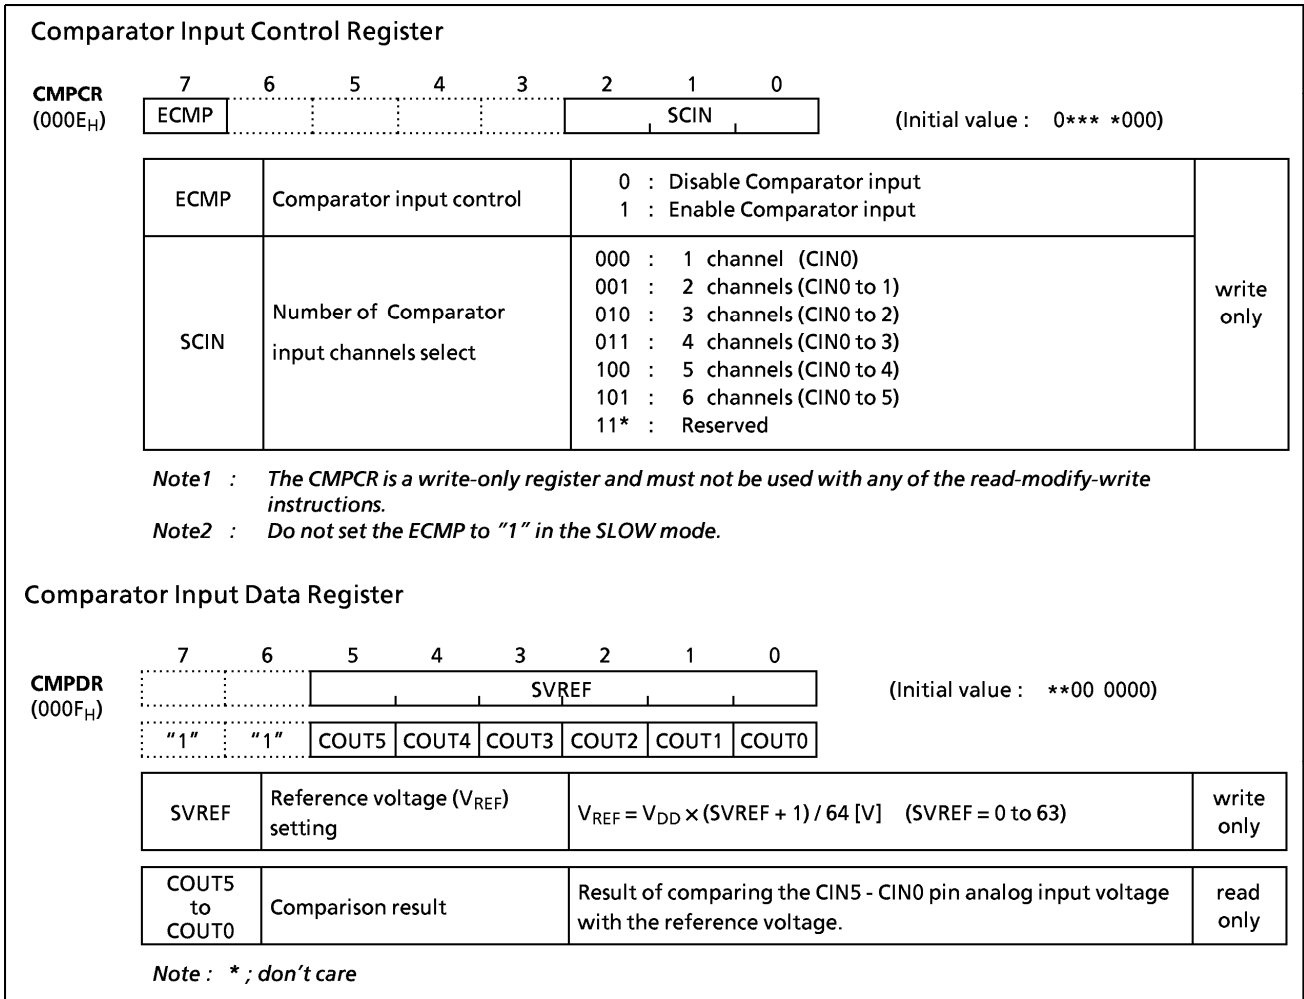 Comparator Input Control Register
7 6 5 4 3 2 1 0
CMPCR
(000EH)
ECMP SCIN (Initial value : 0*** *000)
ECMP Comparator input control
0 : Disable Comparator input
1 : Enable Comparator input
SCIN
Number of Comparator
input channels select
000 : 1 channel (CIN0)
001 : 2 channels (CIN0 to 1)
010 : 3 channels (CIN0 to 2)
011 : 4 channels (CIN0 to 3)
100 : 5 channels (CIN0 to 4)
101 : 6 channels (CIN0 to 5)
11* : Reserved
write
only
Note1 : The CMPCR is a write-only register and must not be used with any of the read-modify-write
instructions.
Note2 : Do not set the ECMP to "1" in the SLOW mode.
Comparator Input Data Register
7 6 5 4 3 2 1 0
CMPDR
(000FH)
SVREF (Initial value : **00 0000)
"1" "1" COUT5 COUT4 COUT3 COUT2 COUT1 COUT0
SVREF
Reference voltage (VREF)
setting
VREF = VDD × (SVREF + 1) / 64 [V] (SVREF = 0 to 63)
write
only
COUT5
to
COUT0
Comparison result
Result of comparing the CIN5 - CIN0 pin analog input voltage
with the reference voltage.
read
only
Note : * ; don't care